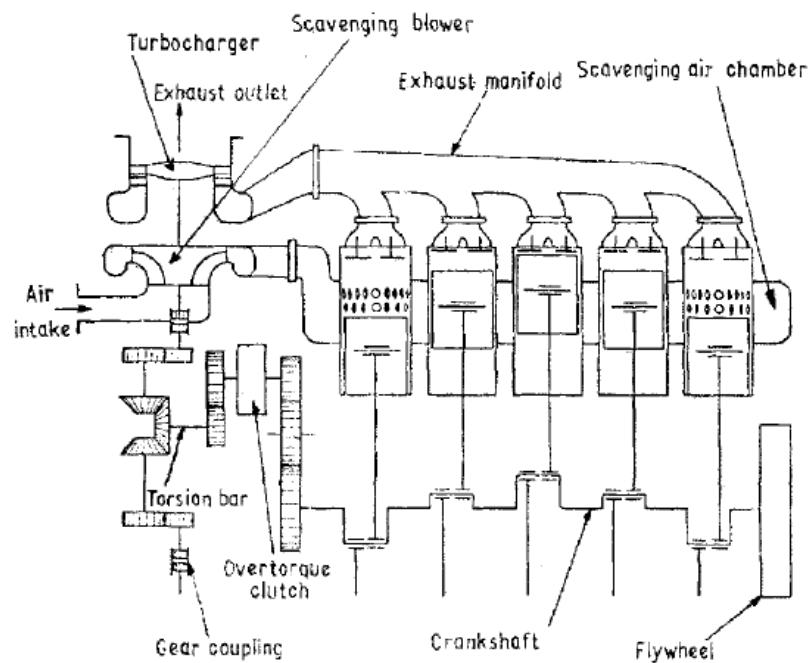 Scavenging blower
Turbocharger
Exhaust outlet
Exhaust manifold
Scavenging air chamber
Air
intake
Torsian bar
Overtorque
clutch
Gear coupling
Crankshaft
Flywheel